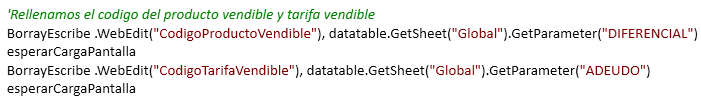 'Rellenamos el codigo del producto vendible y tarifa vendible
BorrayEscribe .WebEdit("CodigoProductoVendible"), datatable.GetSheet("Global").GetParameter("DIFERENCIAL")
esperarCargaPantalla
BorrayEscribe .WebEdit("CodigoTarifaVendible"), datatable.GetSheet("Global").GetParameter("ADEUDO")
esperarCargaPantalla